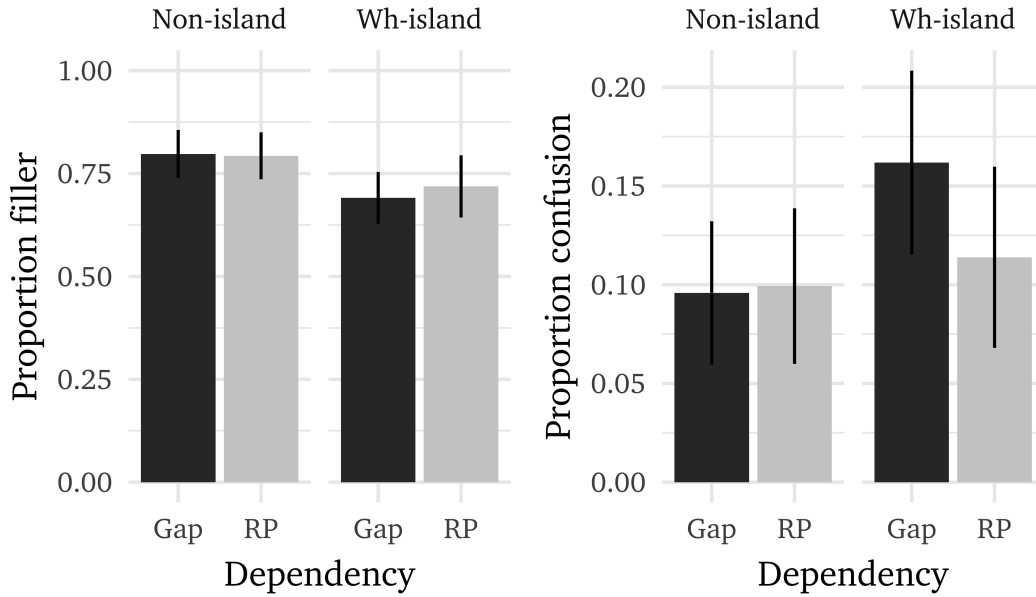 Non-island Wh-island
1.00
0.75
0.50
0.25
0.00
Proportion filler
Gap RP Gap RP
Dependency
Non-island Wh-island
0.20
0.15
0.10
0.05
0.00
Proportion confusion
Gap RP Gap RP
Dependency